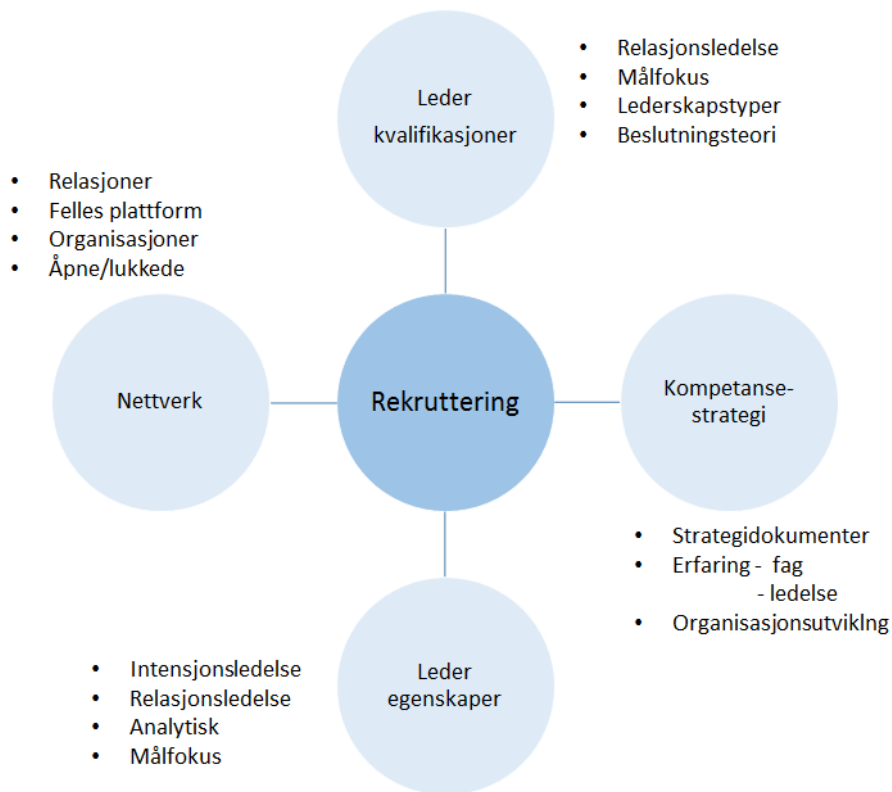 Leder
kvalifikasjoner
• Relasjonsledelse
• Målfokus
• Lederskapstyper
• Beslutningsteori
• Relasjoner
• Felles plattform
• Organisasjoner
• Åpne/lukkede
Nettverk
Rekruttering
Kompetanse-
strategi
• Strategidokumenter
• Erfaring - fag
- ledelse
• Organisasjonsutviklng
Leder
egenskaper
• Intensjonsledelse
• Relasjonsledelse
• Analytisk
• Målfokus